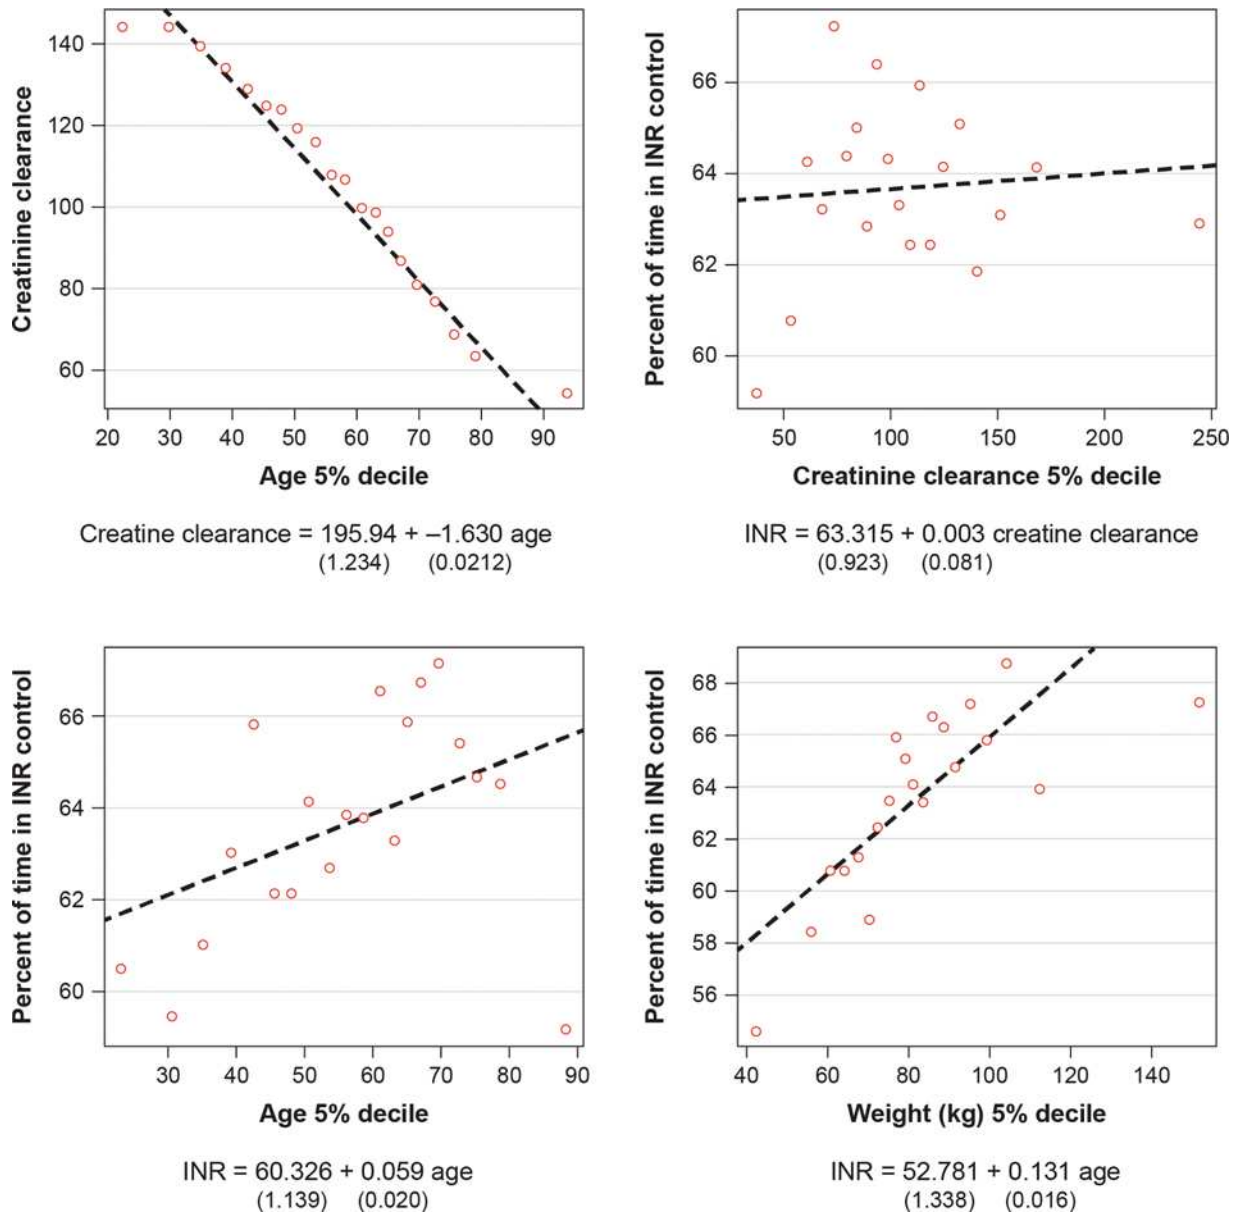 Creatinine clearance
140
120
100
80
60
20 30 40 50 60 70 80 90
Age 5% decile
Creatine clearance = 195.94 + –1.630 age
(1.234) (0.0212)
Percent of time in INR control
66
64
62
60
50 100 150 200 250
Creatinine clearance 5% decile
INR = 63.315 + 0.003 creatine clearance
(0.923) (0.081)
Percent of time in INR control
66
64
62
60
30 40 50 60 70 80 90
Age 5% decile
INR = 60.326 + 0.059 age
(1.139) (0.020)
Percent of time in INR control
68
66
64
62
60
58
56
40 60 80 100 120 140
Weight (kg) 5% decile
INR = 52.781 + 0.131 age
(1.338) (0.016)